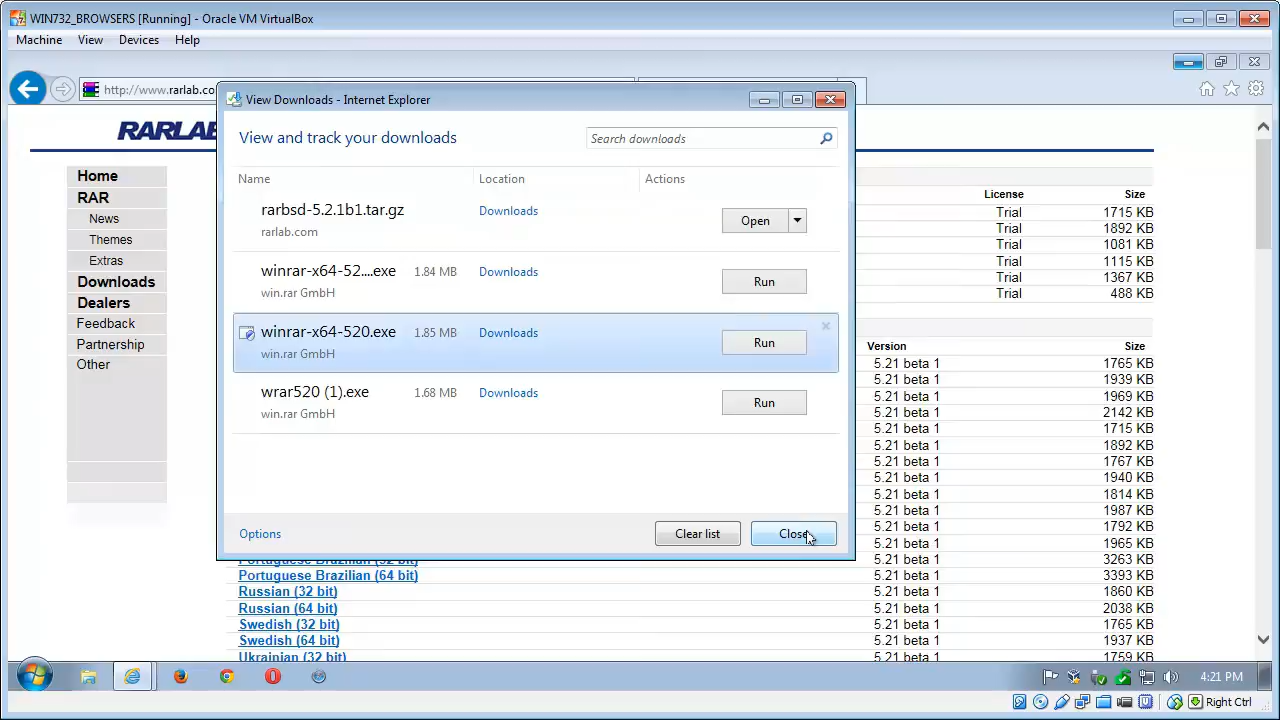 WIN732_BROWSERS [Running] - Oracle VM VirtualBox
Machine View Devices Help
http://www.rarlab.co
View Downloads - Internet Explorer
RARLAB
View and track your downloads
Search downloads
Name Location Actions
rarbsd-5.2.1b1.tar.gz Downloads Open
rarlab.com
winrar-x64-52....exe 1.84 MB Downloads Run
win.rar GmbH
winrar-x64-520.exe 1.85 MB Downloads Run
win.rar GmbH
wrar520 (1).exe 1.68 MB Downloads Run
win.rar GmbH
Options Clear list Close
Home
RAR
News
Themes
Extras
Downloads
Dealers
Feedback
Partnership
Other
License Size
Trial 1715 KB
Trial 1892 KB
Trial 1081 KB
Trial 1115 KB
Trial 1367 KB
Trial 488 KB
Version Size
5.21 beta 1 1765 KB
5.21 beta 1 1939 KB
5.21 beta 1 1969 KB
5.21 beta 1 2142 KB
5.21 beta 1 1715 KB
5.21 beta 1 1892 KB
5.21 beta 1 1767 KB
5.21 beta 1 1940 KB
5.21 beta 1 1814 KB
5.21 beta 1 1987 KB
5.21 beta 1 1792 KB
5.21 beta 1 1965 KB
Portuguese Brazilian (32 bit) 5.21 beta 1 3263 KB
Portuguese Brazilian (64 bit) 5.21 beta 1 3393 KB
Russian (32 bit) 5.21 beta 1 1860 KB
Russian (64 bit) 5.21 beta 1 2038 KB
Swedish (32 bit) 5.21 beta 1 1765 KB
Swedish (64 bit) 5.21 beta 1 1937 KB
Ukrainian (32 bit) 5.21 beta 1 1759 KB
4:21 PM
Right Ctrl